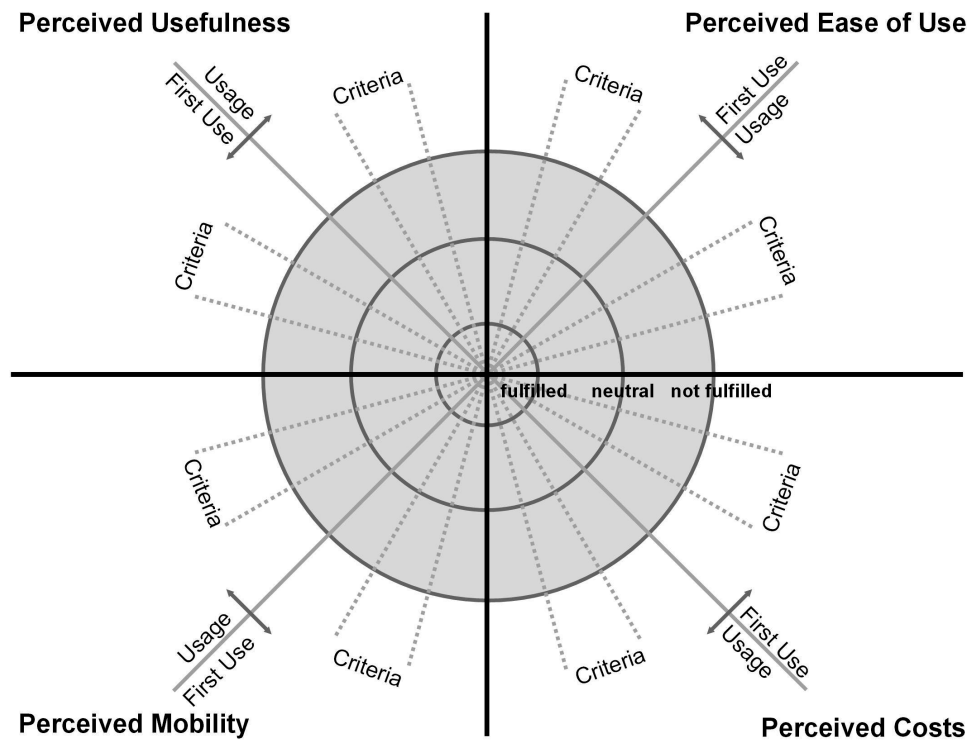 Perceived Usefulness
Perceived Ease of Use
Usage
First Use
Criteria
Criteria
First Use
Usage
Criteria
Criteria
fulfilled
neutral
not fulfilled
Criteria
Criteria
Usage
First Use
Criteria
Criteria
First Use
Usage
Perceived Mobility
Perceived Costs